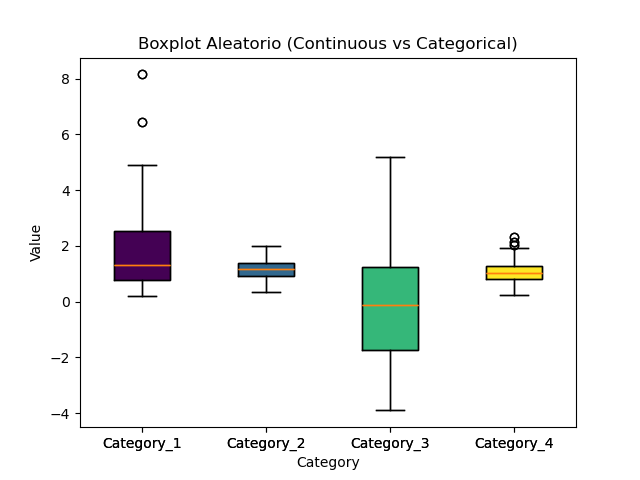 Boxplot Aleatorio (Continuous vs Categorical)
Value
8
6
4
2
0
−2
−4
Category_1 Category_2 Category_3 Category_4
Category